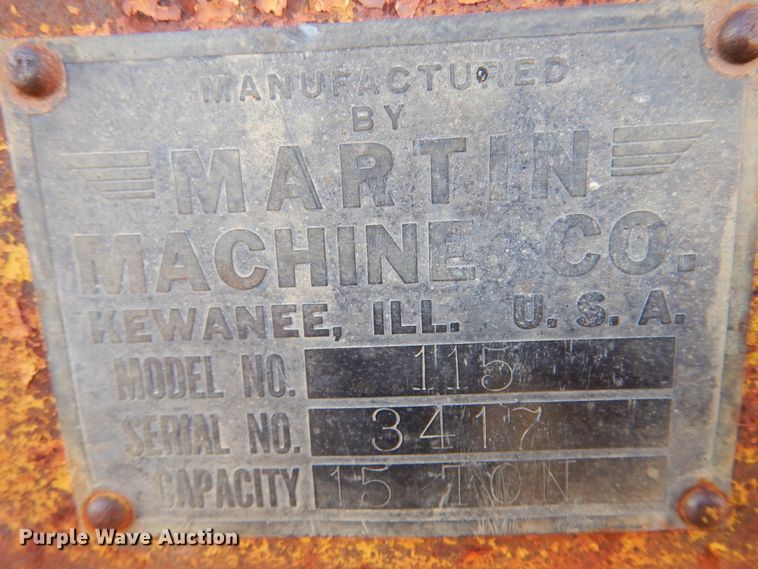 MANUFACTURED
BY
MARTIN
MACHINE CO.
KEWANEE, ILL. U. S. A.
MODEL NO. 115
SERIAL NO. 3417
CAPACITY 15 TON
Purple Wave Auction